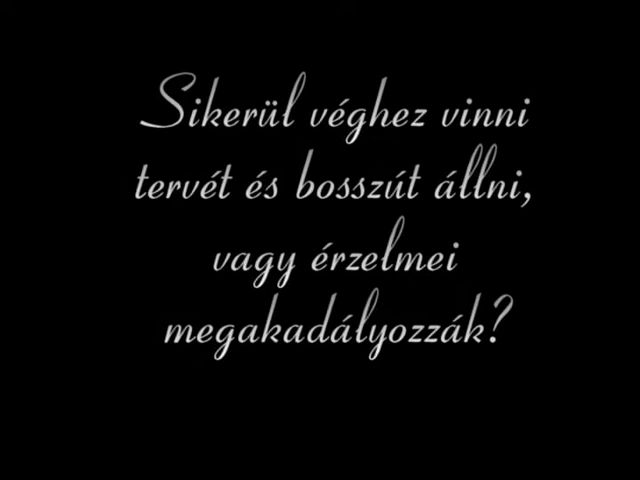 Sikerül véghez vinni
tervét és bosszút állni,
vagy érzelmei
megakadályozzák?